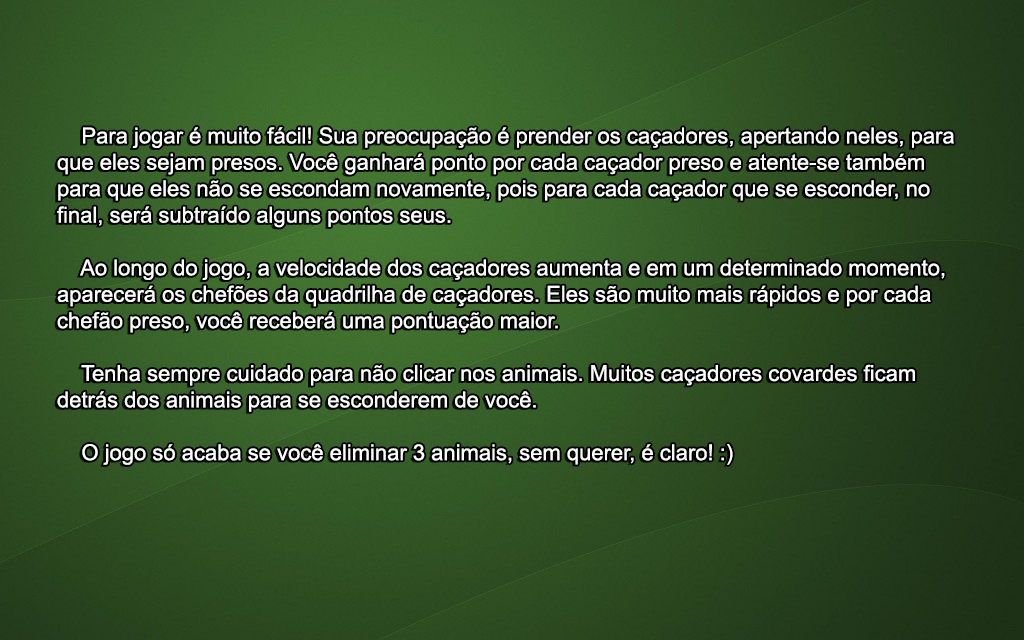 Para jogar é muito fácil! Sua preocupação é prender os caçadores, apertando neles, para
que eles sejam presos. Você ganhará ponto por cada caçador preso e atente-se também
para que eles não se escondam novamente, pois para cada caçador que se esconder, no
final, será subtraído alguns pontos seus.
Ao longo do jogo, a velocidade dos caçadores aumenta e em um determinado momento,
aparecerá os chefões da quadrilha de caçadores. Eles são muito mais rápidos e por cada
chefão preso, você receberá uma pontuação maior.
Tenha sempre cuidado para não clicar nos animais. Muitos caçadores covardes ficam
detrás dos animais para se esconderem de você.
O jogo só acaba se você eliminar 3 animais, sem querer, é claro! :)